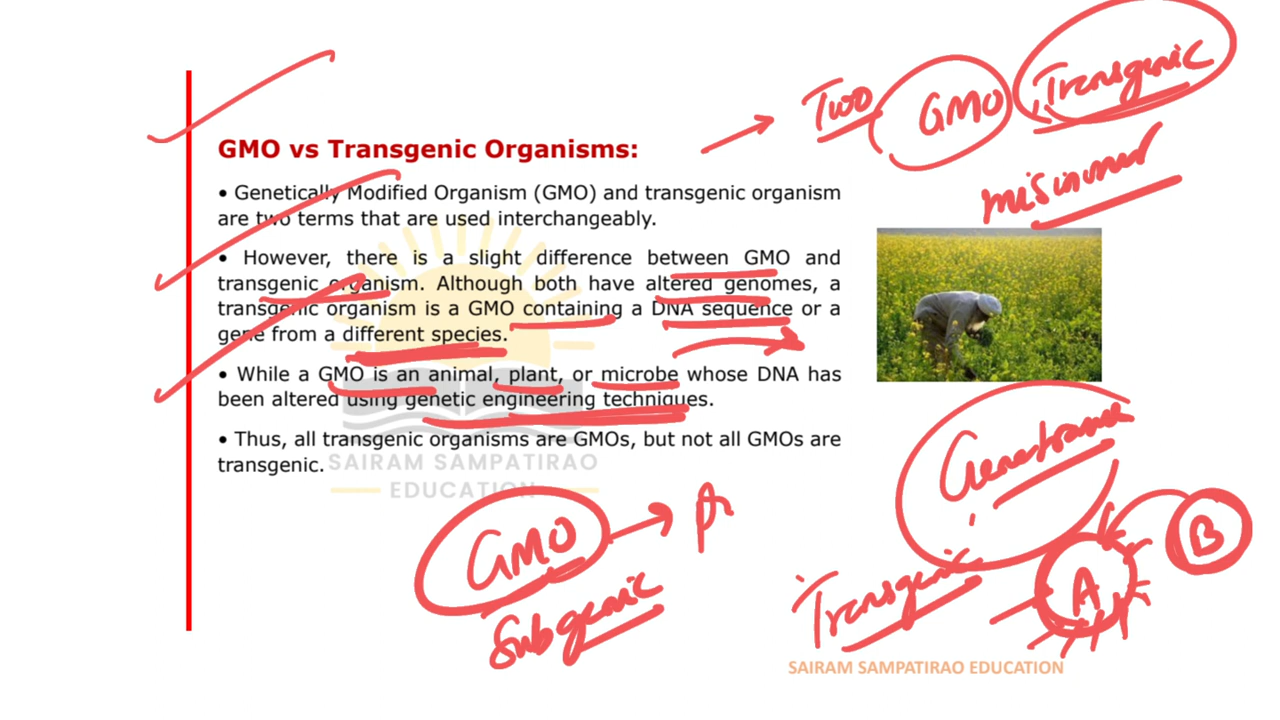 Two GMO Transgenic
GMO vs Transgenic Organisms:
• Genetically Modified Organism (GMO) and transgenic organism
are two terms that are used interchangeably.
• However, there is a slight difference between GMO and
transgenic organism. Although both have altered genomes, a
transgenic organism is a GMO containing a DNA sequence or a
gene from a different species.
• While a GMO is an animal, plant, or microbe whose DNA has
been altered using genetic engineering techniques.
• Thus, all transgenic organisms are GMOs, but not all GMOs are
transgenic.
SAIRAM SAMPATIRAO
EDUCATION
GMO
Subgenic
B
A
Transgenic
SAIRAM SAMPATIRAO EDUCATION